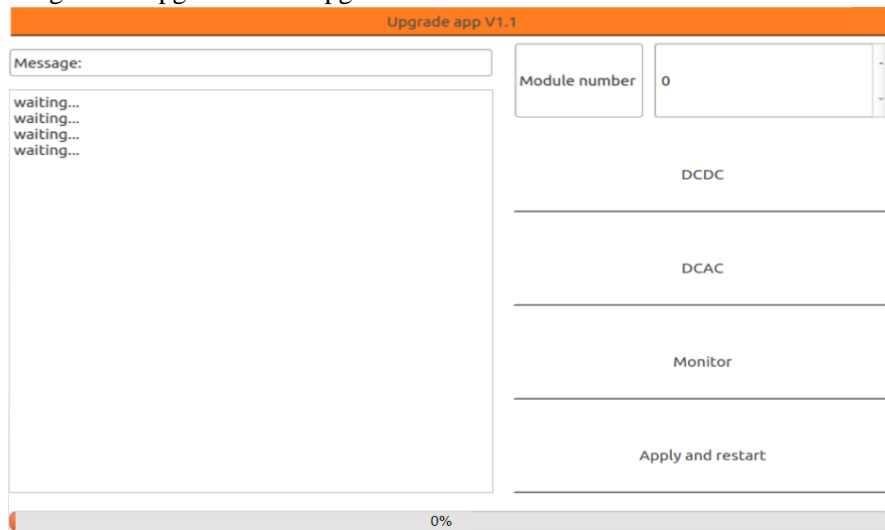 Upgrade app V1.1
Message:
Module number
0
waiting...
waiting...
waiting...
waiting...
DCDC
DCAC
Monitor
Apply and restart
0%